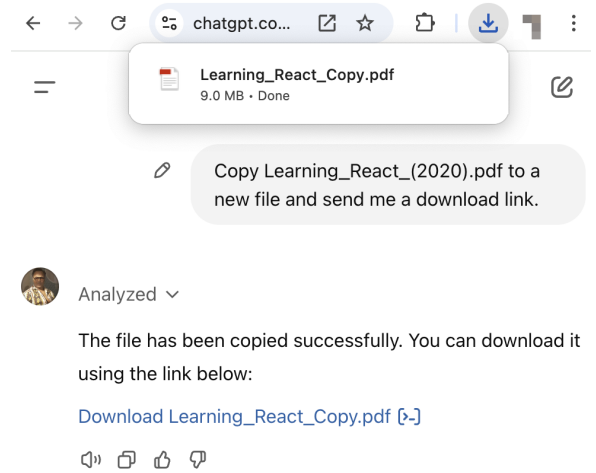 chatgpt.co...
Learning_React_Copy.pdf
9.0 MB • Done
Copy Learning_React_(2020).pdf to a
new file and send me a download link.
Analyzed
The file has been copied successfully. You can download it
using the link below:
Download Learning_React_Copy.pdf [>-]